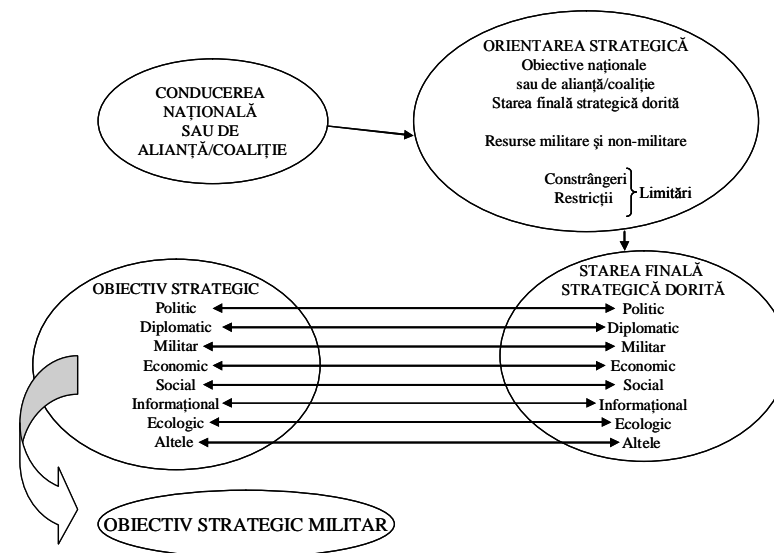 CONDUCEREA
NAȚIONALĂ
SAU DE
ALIANȚĂ/COALIȚIE
ORIENTAREA STRATEGICĂ
Obiective naționale
sau de alianță/coaliție
Starea finală strategică dorită
Resurse militare și non-militare
Constrângeri
Restricții
Limitări
OBIECTIV STRATEGIC
Politic
Diplomatic
Militar
Economic
Social
Informațional
Ecologic
Altele
STAREA FINALĂ
STRATEGICĂ DORITĂ
Politic
Diplomatic
Militar
Economic
Social
Informațional
Ecologic
Altele
OBIECTIV STRATEGIC MILITAR